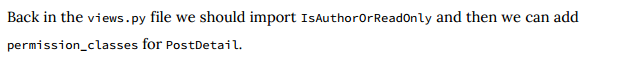 Back in the views.py file we should import IsAuthorOrReadOnly and then we can add
permission_classes for PostDetail.